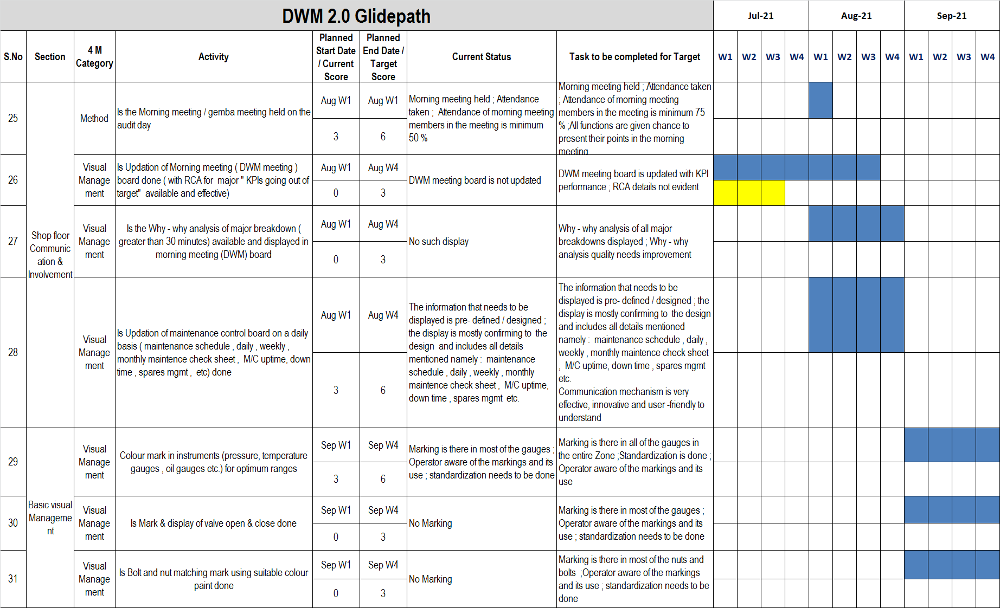 DWM 2.0 Glidepath
Jul-21
Aug-21
Sep-21
S.No
Section
4 M
Category
Activity
Planned
Start Date
/ Current
Score
Planned
End Date /
Target
Score
Current Status
Task to be completed for Target
W1 W2 W3 W4 W1 W2 W3 W4 W1 W2 W3 W4
Shop floor
Communic
ation &
Involvement
25
Method
Is the Morning meeting / gemba meeting held on the
audit day
Aug W1
Aug W1
3
6
Morning meeting held ; Attendance
taken ; Attendance of morning meeting
members in the meeting is minimum
50 %
Morning meeting held ; Attendance taken
; Attendance of morning meeting
members in the meeting is minimum 75
% ;All functions are given chance to
present their points in the morning
meeting
26
Visual
Manage
ment
Is Updation of Morning meeting ( DWM meeting )
board done ( with RCA for major " KPIs going out of
target" available and effective)
Aug W1
Aug W4
0
3
DWM meeting board is not updated
DWM meeting board is updated with KPI
performance ; RCA details not evident
27
Visual
Manage
ment
Is the Why - why analysis of major breakdown (
greater than 30 minutes) available and displayed in
morning meeting (DWM) board
Aug W1
Aug W4
0
3
No such display
Why - why analysis of all major
breakdowns displayed ; Why - why
analysis quality needs improvement
28
Visual
Manage
ment
Is Updation of maintenance control board on a daily
basis ( maintenance schedule , daily , weekly ,
monthly maintence check sheet , M/C uptime, down
time , spares mgmt , etc) done
Aug W1
Aug W4
3
6
The information that needs to be
displayed is pre- defined / designed ;
the display is mostly confirming to the
design and includes all details
mentioned namely : maintenance
schedule , daily , weekly , monthly
maintence check sheet , M/C uptime,
down time , spares mgmt etc.
The information that needs to be
displayed is pre- defined / designed ; the
display is mostly confirming to the design
and includes all details mentioned
namely : maintenance schedule , daily ,
weekly , monthly maintence check sheet
, M/C uptime, down time , spares mgmt
etc.
Communication mechanism is very
effective, innovative and user -friendly to
understand
Basic visual
Manageme
nt
29
Visual
Manage
ment
Colour mark in instruments (pressure, temperature
gauges , oil gauges etc.) for optimum ranges
Sep W1
Sep W4
3
6
Marking is there in most of the gauges ;
Operator aware of the markings and its
use ; standardization needs to be done
Marking is there in all of the gauges in
the entire Zone ;Standardization is done ;
Operator aware of the markings and its
use
30
Visual
Manage
ment
Is Mark & display of valve open & close done
Sep W1
Sep W4
0
3
No Marking
Marking is there in most of the gauges ;
Operator aware of the markings and its
use ; standardization needs to be done
31
Visual
Manage
ment
Is Bolt and nut matching mark using suitable colour
paint done
Sep W1
Sep W4
0
3
No Marking
Marking is there in most of the nuts and
bolts ;Operator aware of the markings
and its use ; standardization needs to be
done